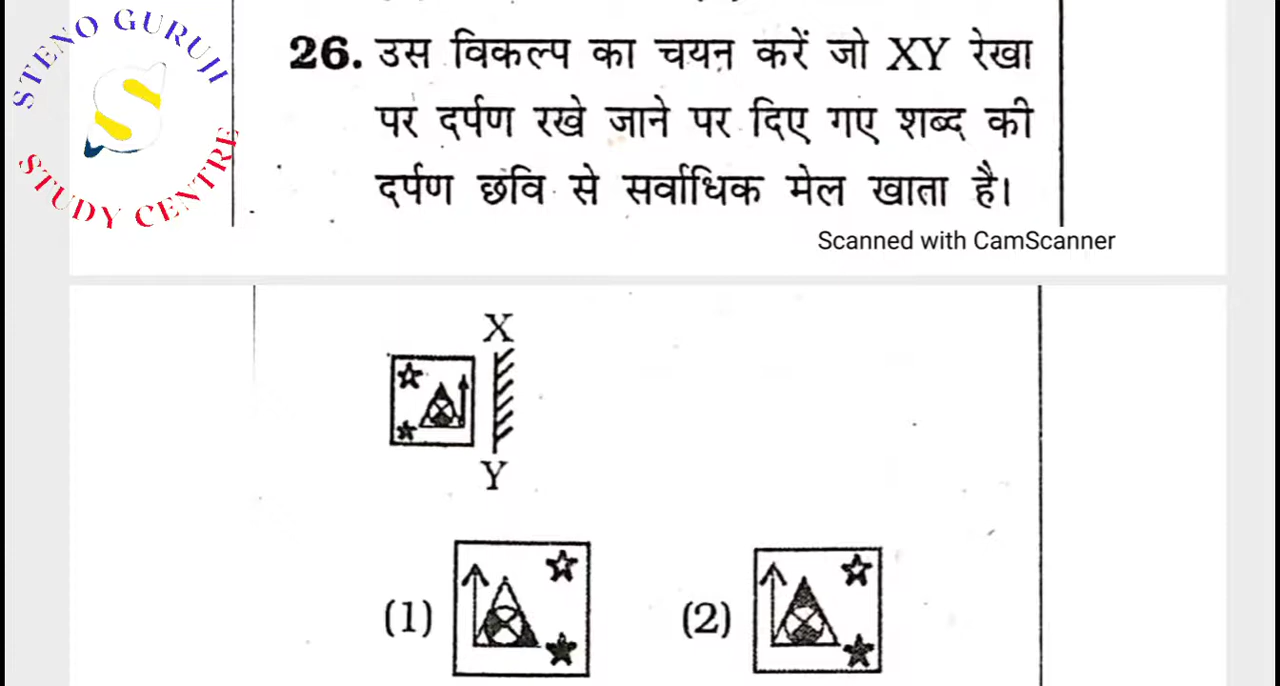 STENO GURUJI
STUDY CENTRE
S
26. उस विकल्प का चयन करें जो XY रेखा
पर दर्पण रखे जाने पर दिए गए शब्द की
दर्पण छवि से सर्वाधिक मेल खाता है।
Scanned with CamScanner
X
Y
(1)
(2)